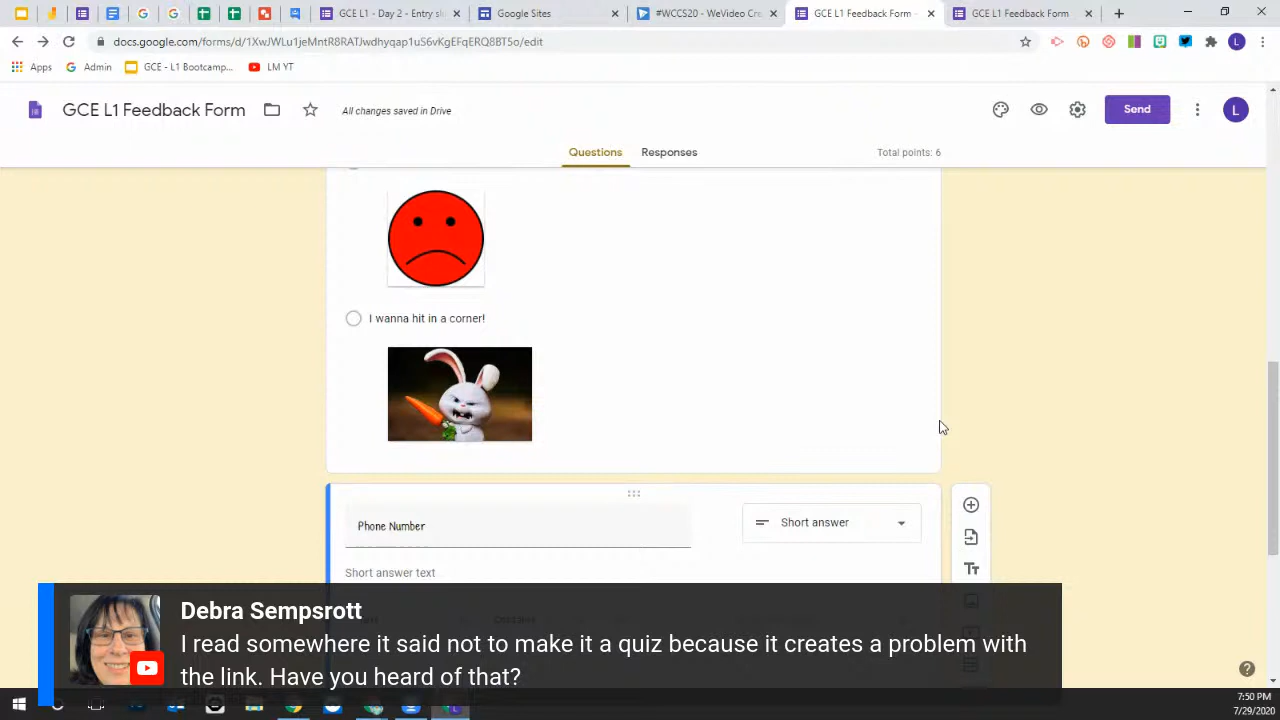 GCE L1 - Day 2 - Entry s
Google Sites
#WCCS20 - Wonideo Cre
GCE L1 Feedback Form -
GCE L1 Feedback Form
docs.google.com/forms/d/1XwJWLu1jeMntR8RATJwdhyqap1uS6vKgEFqERQ8BT5o/edit
Apps
Admin
GCE - L1 Bootcamp...
LM YT
GCE L1 Feedback Form
All changes saved in Drive
Send
L
Questions
Responses
Total points: 6
I wanna hit in a corner!
Phone Number
Short answer
Short answer text
Debra Sempsrott
I read somewhere it said not to make it a quiz because it creates a problem with
the link. Have you heard of that?
7:50 PM
7/29/2020